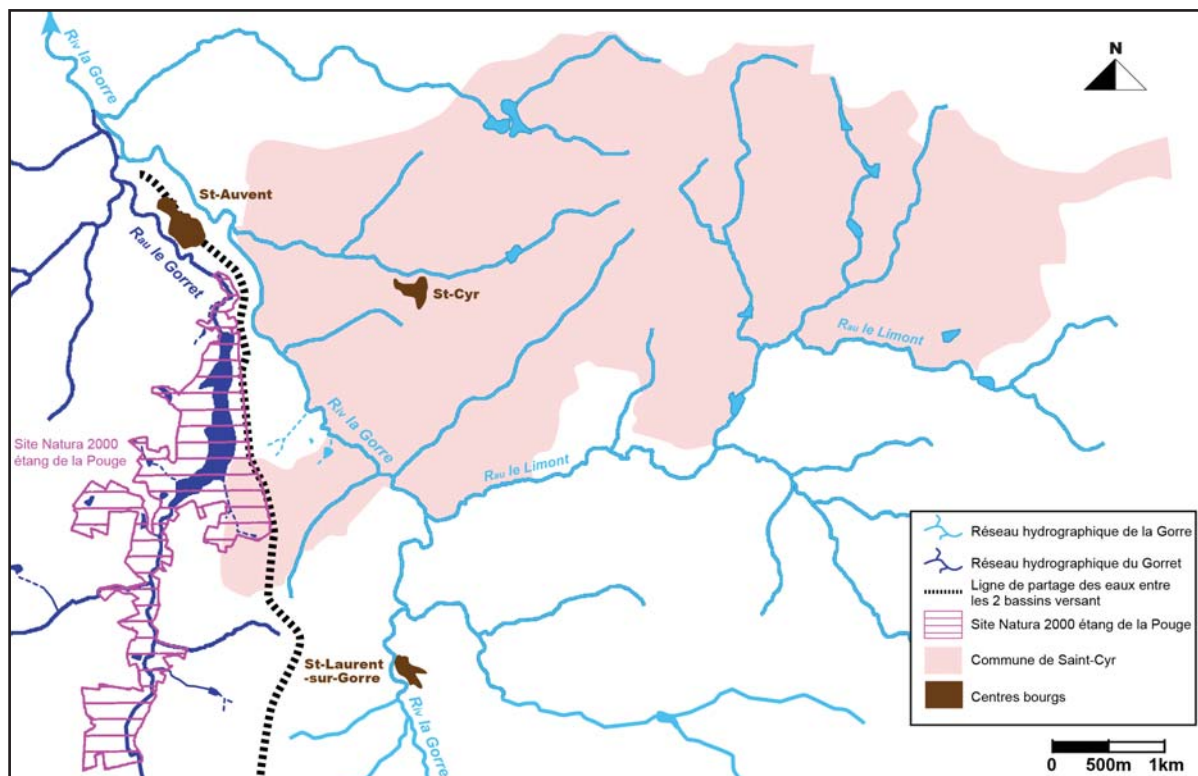 Riv la Gorre
N
St-Auvent
Rau le Gorret
St-Cyr
Rau le Limont
Riv la Gorre
Site Natura 2000
étang de la Pouge
Rau le Limont
Réseau hydrographique de la Gorre
Réseau hydrographique du Gorret
Ligne de partage des eaux entre
les 2 bassins versant
Site Natura 2000 étang de la Pouge
Commune de Saint-Cyr
Centres bourgs
St-Laurent
-sur-Gorre
Riv la Gorre
0 500m 1km